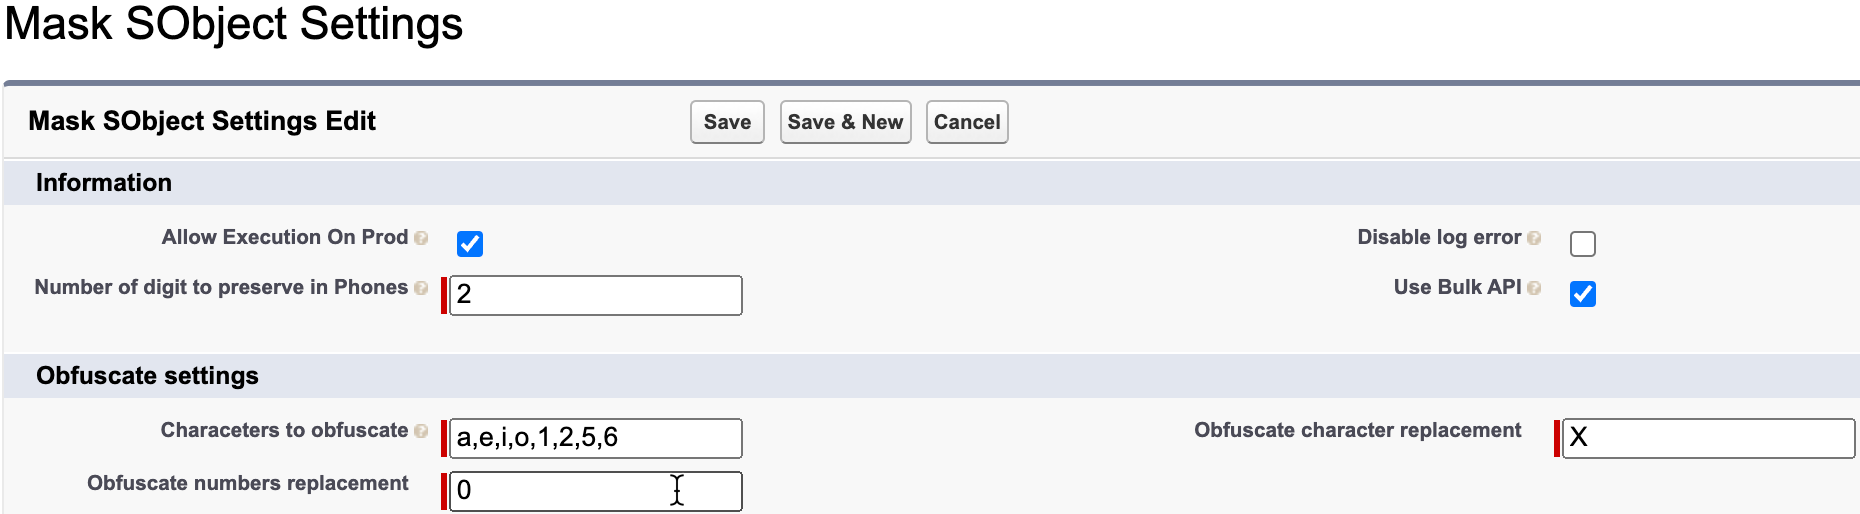 Mask SObject Settings
Mask SObject Settings Edit Save Save & New Cancel
Information
Allow Execution On Prod ? Disable log error ?
Number of digit to preserve in Phones ? 2 Use Bulk API ?
Obfuscate settings
Characeters to obfuscate ? a,e,i,o,1,2,5,6 Obfuscate character replacement X
Obfuscate numbers replacement 0